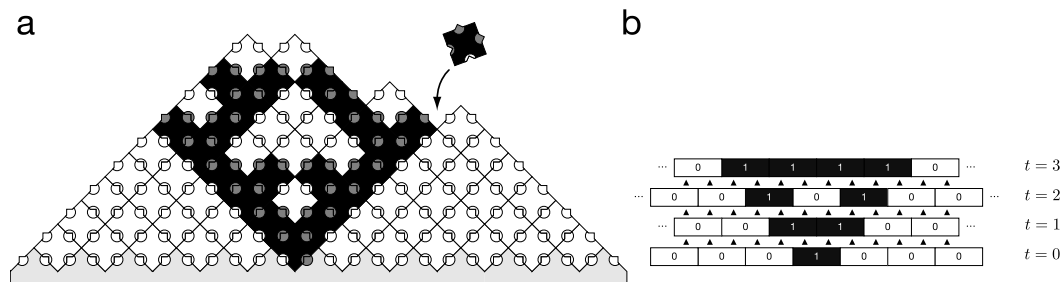 a
b
... 0 1 1 1 1 0 ... t = 3
... 0 0 1 0 1 0 0 ... t = 2
... 0 0 1 1 0 0 ... t = 1
0 0 0 1 0 0 0 t = 0